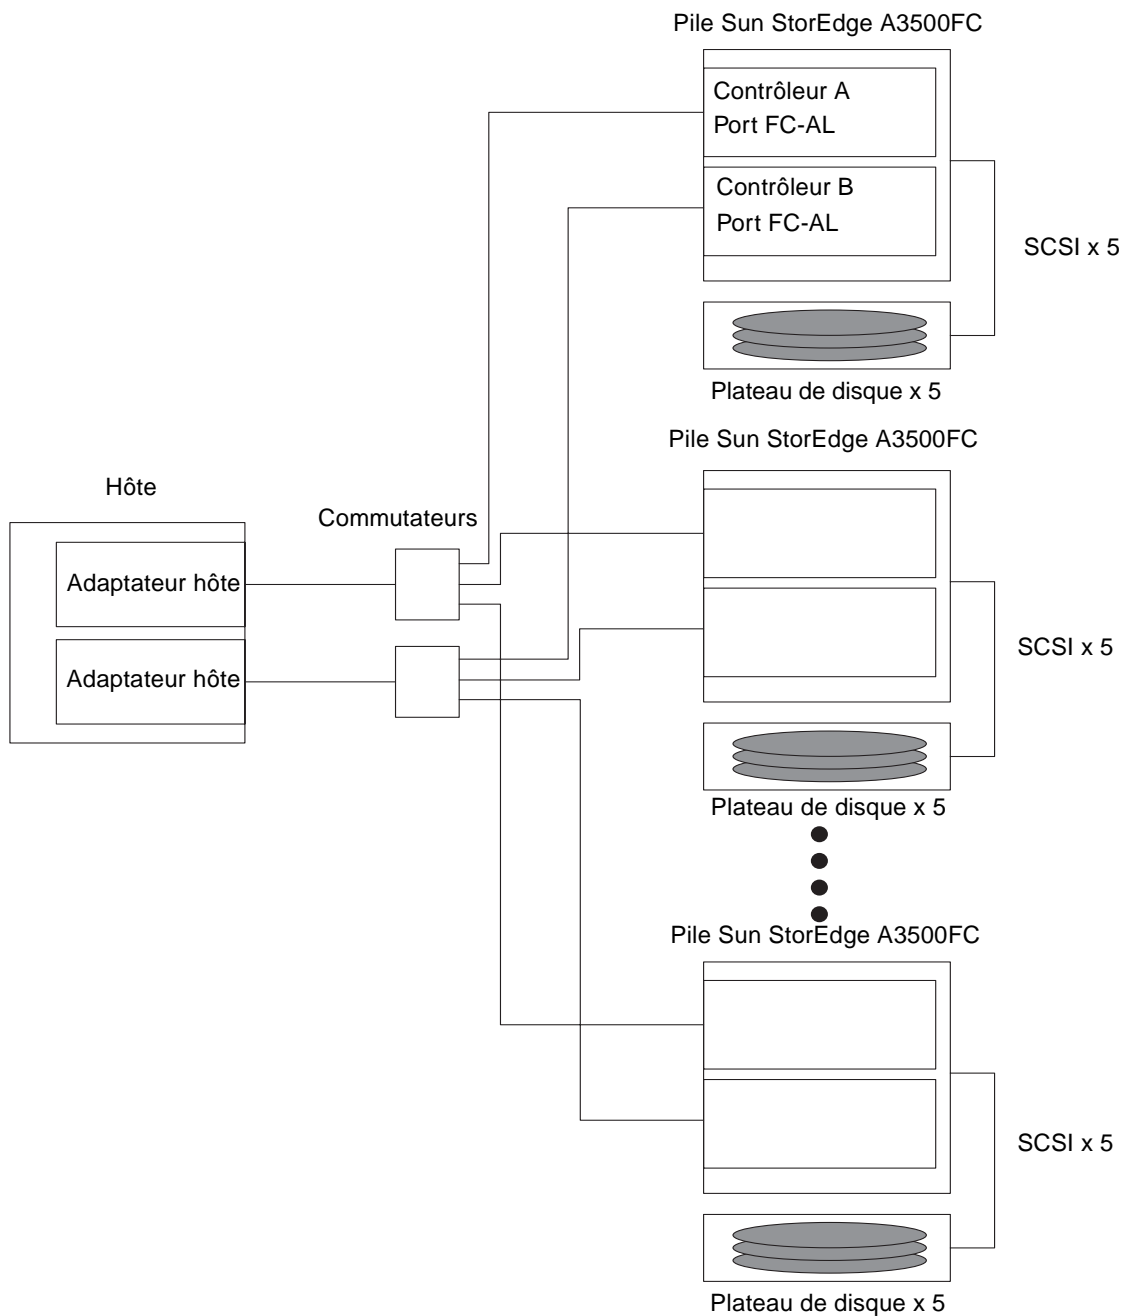 Pile Sun StorEdge A3500FC
Contrôleur A
Port FC-AL
Contrôleur B
Port FC-AL
SCSI x 5
Plateau de disque x 5
Pile Sun StorEdge A3500FC
Hôte
Commutateurs
Adaptateur hôte
Adaptateur hôte
SCSI x 5
Plateau de disque x 5
Pile Sun StorEdge A3500FC
SCSI x 5
Plateau de disque x 5